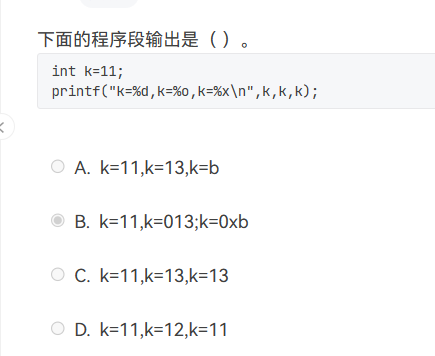 下面的程序段输出是（ ）。
int k=11;
printf("k=%d,k=%o,k=%x\n",k,k,k);
A. k=11,k=13,k=b
B. k=11,k=013;k=0xb
C. k=11,k=13,k=13
D. k=11,k=12,k=11